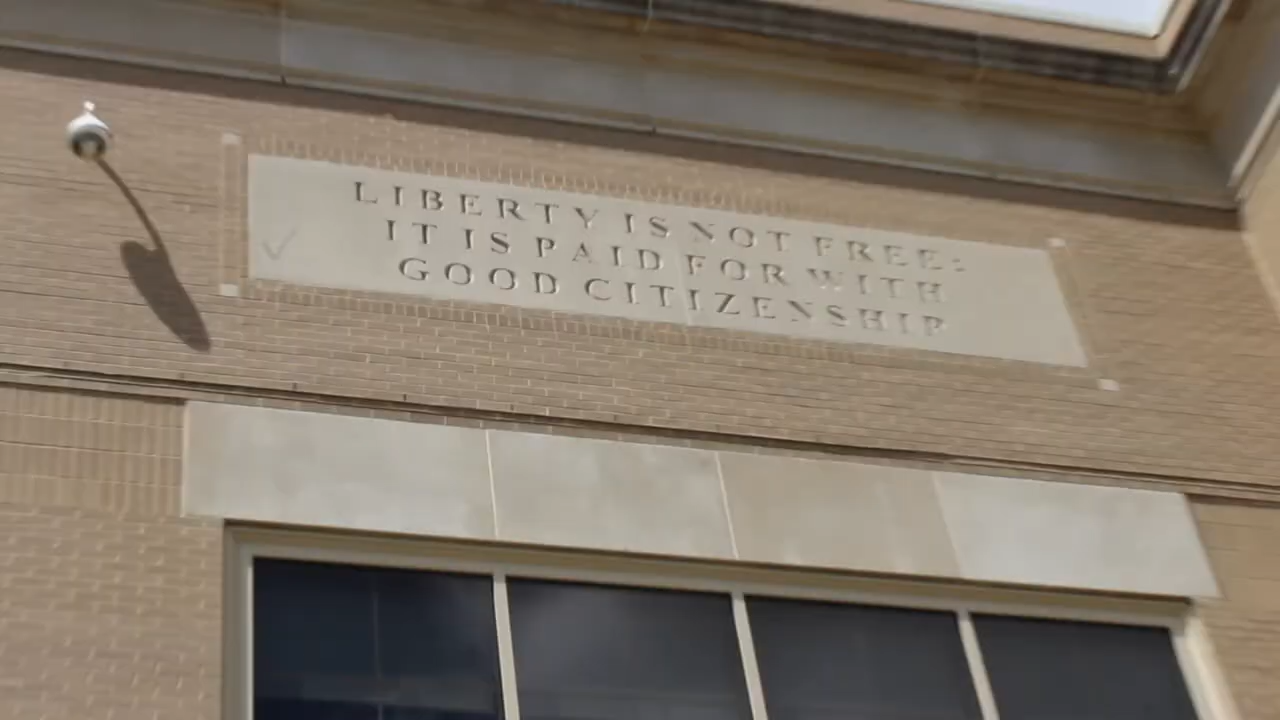 LIBERTY IS NOT FREE:
IT IS PAID FOR WITH
GOOD CITIZENSHIP